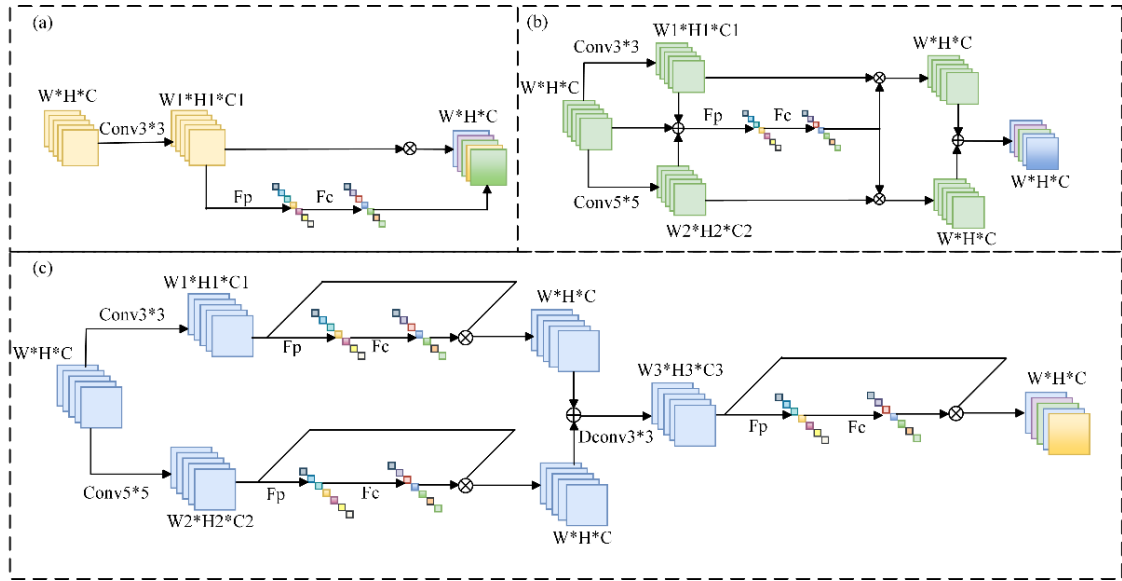 (a)
W*H*C
W1*H1*C1
Conv3*3
W*H*C
Fp
Fc
(b)
W1*H1*C1
W*H*C
Conv3*3
W*H*C
Fp
Fc
Conv5*5
W*H*C
W2*H2*C2
W*H*C
(c)
W1*H1*C1
W*H*C
Conv3*3
Fp
Fc
W*H*C
W3*H3*C3
W*H*C
Dconv3*3
Fp
Fc
Conv5*5
Fp
Fc
W2*H2*C2
W*H*C